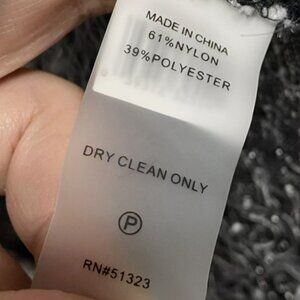 MADE IN CHINA
61%NYLON
39%POLYESTER
DRY CLEAN ONLY
P
RN#51323